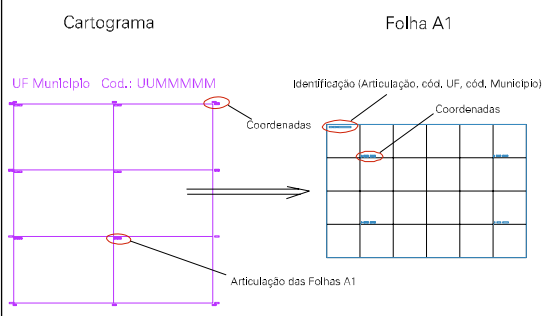 Cartograma
Folha A1
UF Município Cod.: UUMMMMM
Identificação (Articulação, cód. UF, cód. Município)
Coordenadas
Coordenadas
Articulação das Folhas A1